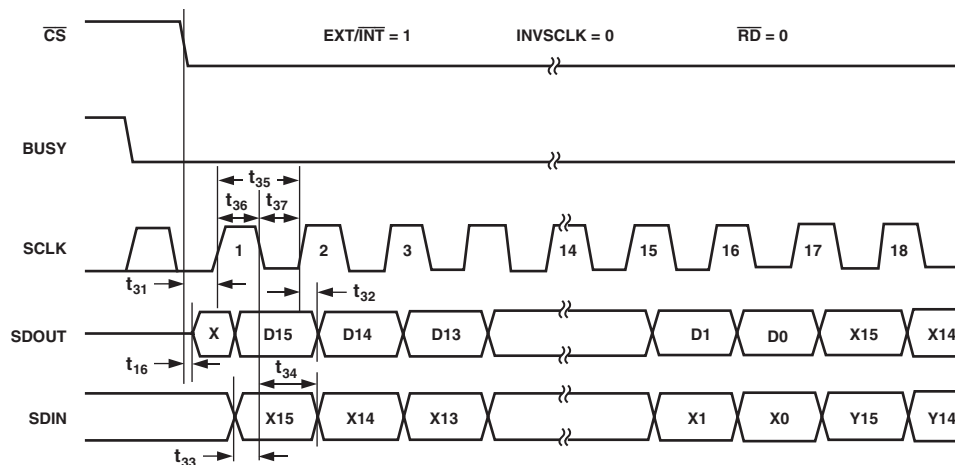 CS EXT/INT = 1 INVSCLK = 0 RD = 0
BUSY
t35
t36 t37
SCLK 1 2 3 14 15 16 17 18
t31 t32
SDOUT X D15 D14 D13 D1 D0 X15 X14
t16 t34
SDIN X15 X14 X13 X1 X0 Y15 Y14
t33